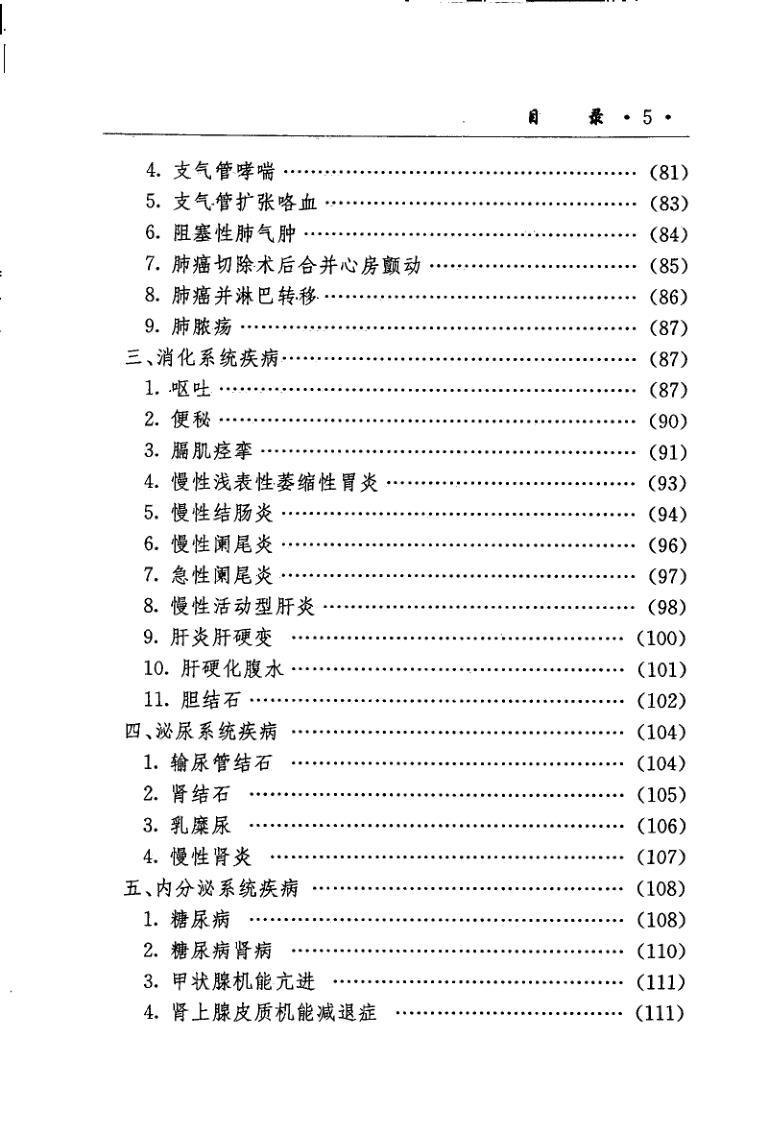 目 录 • 5 •
4. 支气管哮喘 …………………………………………… (81)
5. 支气管扩张咯血 ……………………………………… (83)
6. 阻塞性肺气肿 ………………………………………… (84)
7. 肺癌切除术后合并心房颤动 ………………………… (85)
8. 肺癌并淋巴转移 ……………………………………… (86)
9. 肺脓疡 ………………………………………………… (87)
三、消化系统疾病 …………………………………………… (87)
1. 呕吐 …………………………………………………… (87)
2. 便秘 …………………………………………………… (90)
3. 膈肌痉挛 ……………………………………………… (91)
4. 慢性浅表性萎缩性胃炎 ……………………………… (93)
5. 慢性结肠炎 …………………………………………… (94)
6. 慢性阑尾炎 …………………………………………… (96)
7. 急性阑尾炎 …………………………………………… (97)
8. 慢性活动型肝炎 ……………………………………… (98)
9. 肝炎肝硬变 ………………………………………… (100)
10. 肝硬化腹水 ………………………………………… (101)
11. 胆结石 ……………………………………………… (102)
四、泌尿系统疾病 ………………………………………… (104)
1. 输尿管结石 ………………………………………… (104)
2. 肾结石 ……………………………………………… (105)
3. 乳糜尿 ……………………………………………… (106)
4. 慢性肾炎 …………………………………………… (107)
五、内分泌系统疾病 ……………………………………… (108)
1. 糖尿病 ……………………………………………… (108)
2. 糖尿病肾病 ………………………………………… (110)
3. 甲状腺机能亢进 …………………………………… (111)
4. 肾上腺皮质机能减退症 …………………………… (111)